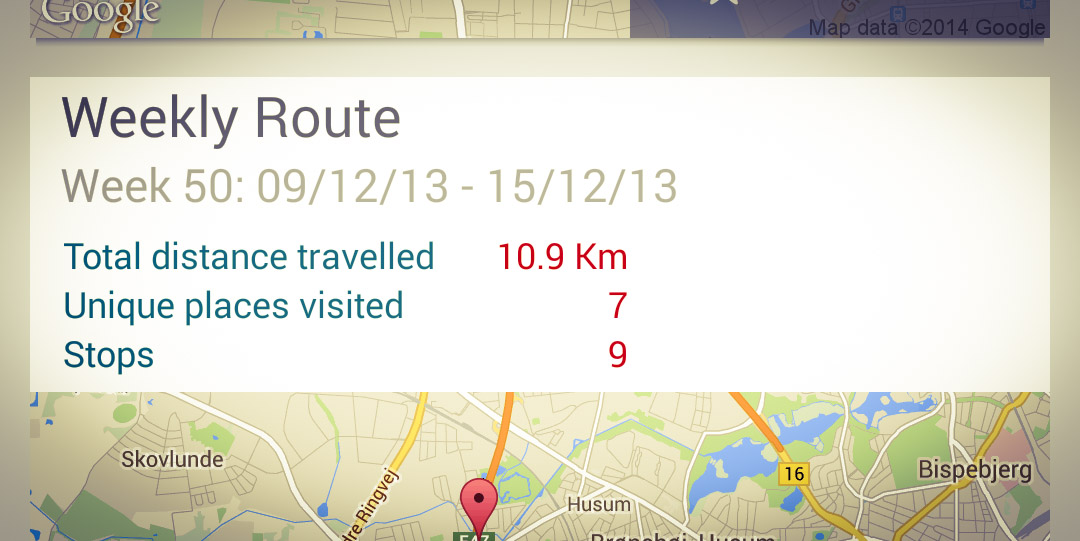 Google
Map data ©2014 Google
Weekly Route
Week 50: 09/12/13 - 15/12/13
Total distance travelled 10.9 Km
Unique places visited 7
Stops 9
Skovlunde
16
Bispebjerg
dre Ringvej
Husum
E47
Brønshøj-Husum